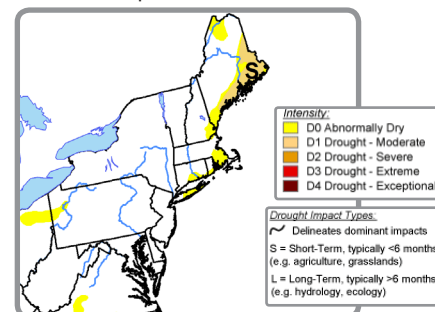 S
Intensity:
D0 Abnormally Dry
D1 Drought - Moderate
D2 Drought - Severe
D3 Drought - Extreme
D4 Drought - Exceptional
Drought Impact Types:
Delineates dominant impacts
S = Short-Term, typically <6 months
(e.g. agriculture, grasslands)
L = Long-Term, typically >6 months
(e.g. hydrology, ecology)